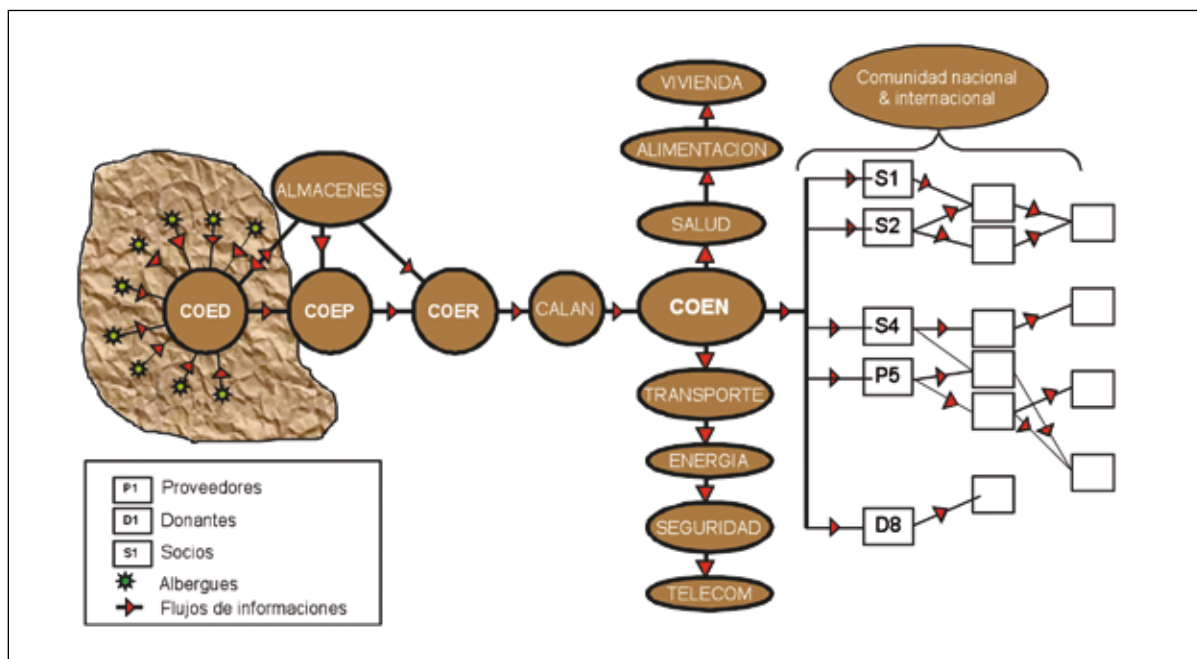 Comunidad nacional
& internacional
VIVIENDA
ALIMENTACION
SALUD
ALMACENES
COED
COEP
COER
CALAN
COEN
TRANSPORTE
ENERGIA
SEGURIDAD
TELECOM
S1
S2
S4
P5
D8
P1 Proveedores
D1 Donantes
S1 Socios
Albergues
Flujos de informaciones